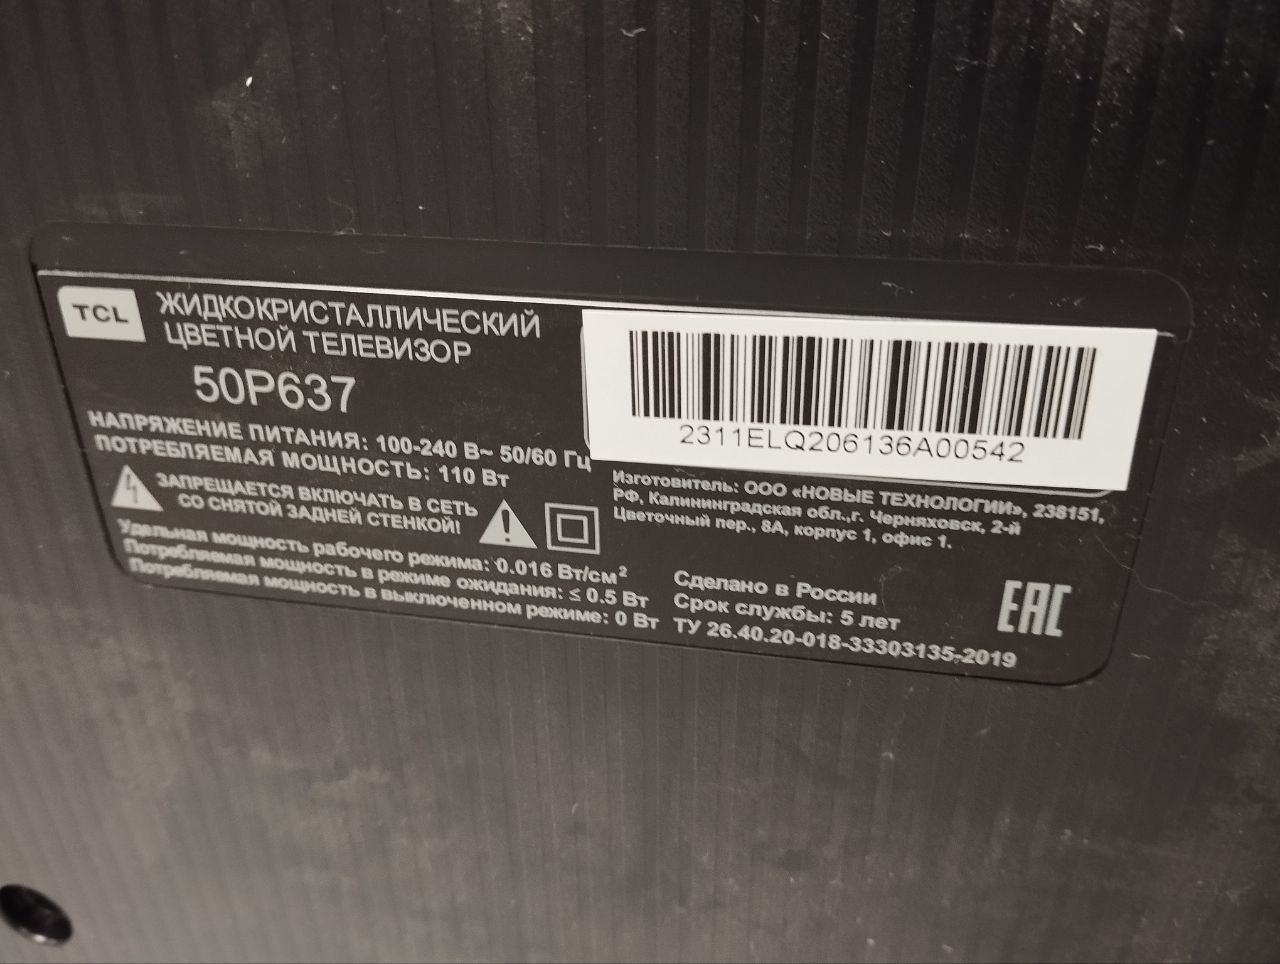 TCL
ЖИДКОКРИСТАЛЛИЧЕСКИЙ
ЦВЕТНОЙ ТЕЛЕВИЗОР
50P637
НАПРЯЖЕНИЕ ПИТАНИЯ: 100-240 В~ 50/60 Гц
ПОТРЕБЛЯЕМАЯ МОЩНОСТЬ: 110 Вт
ЗАПРЕЩАЕТСЯ ВКЛЮЧАТЬ В СЕТЬ
СО СНЯТОЙ ЗАДНЕЙ СТЕНКОЙ!
Удельная мощность рабочего режима: 0.016 Вт/см²
Потребляемая мощность в режиме ожидания: ≤ 0.5 Вт
Потребляемая мощность в выключенном режиме: 0 Вт
2311ELQ206136A00542
Изготовитель: ООО «НОВЫЕ ТЕХНОЛОГИИ», 238151,
РФ, Калининградская обл.,г. Черняховск, 2-й
Цветочный пер., 8А, корпус 1, офис 1.
Сделано в России
Срок службы: 5 лет
ТУ 26.40.20-018-33303135-2019
EAC